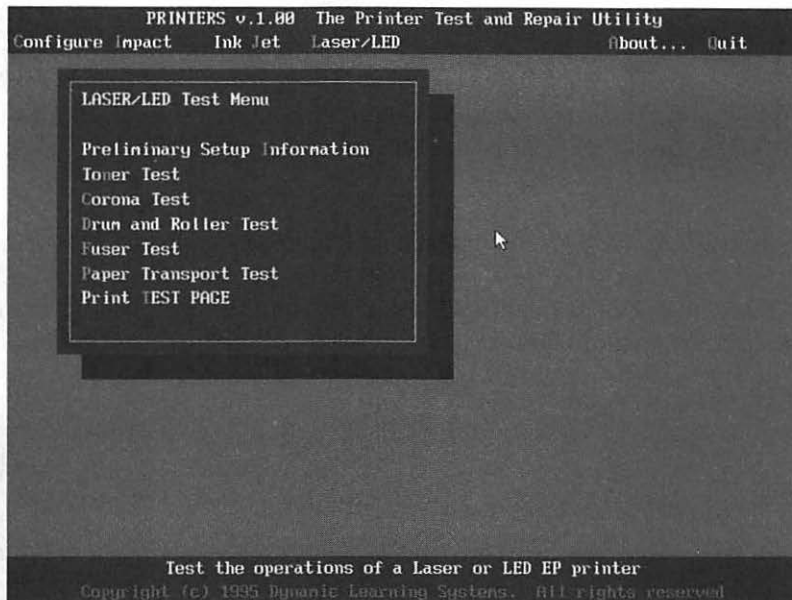 PRINTERS v.1.00 The Printer Test and Repair Utility
Configure Impact Ink Jet Laser/LED About... Quit
LASER/LED Test Menu
Preliminary Setup Information
Toner Test
Corona Test
Drum and Roller Test
Fuser Test
Paper Transport Test
Print TEST PAGE
Test the operations of a Laser or LED EP printer
Copyright (c) 1995 Dynamic Learning Systems. All rights reserved